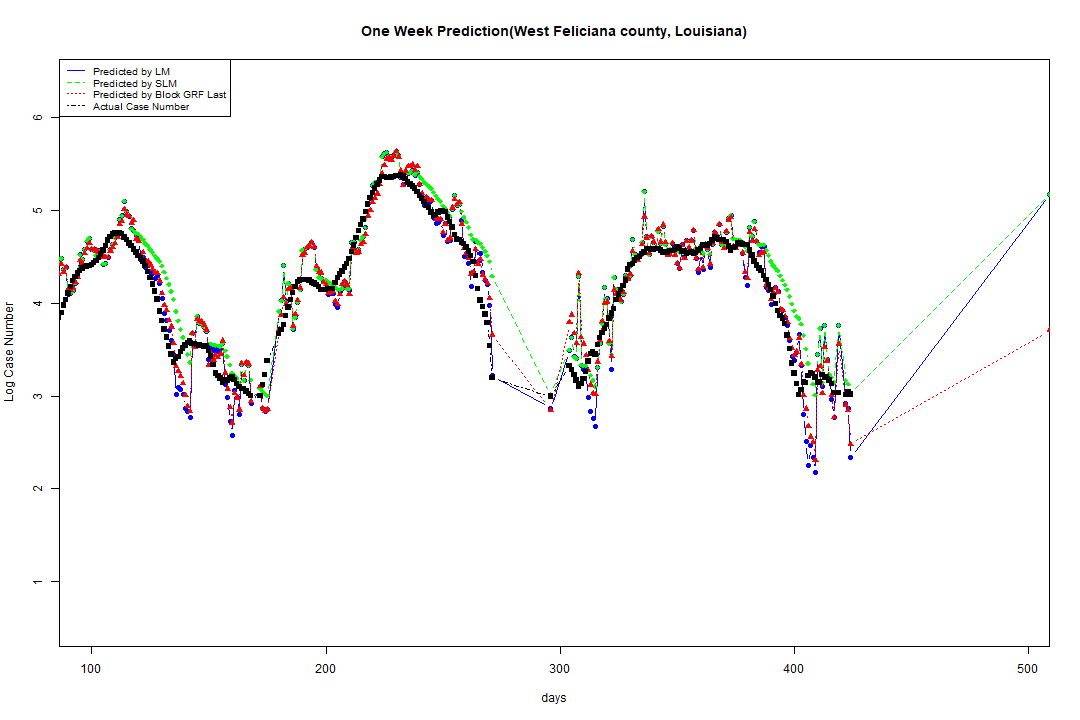 One Week Prediction(West Feliciana county, Louisiana)
Predicted by LM
Predicted by SLM
Predicted by Block GRF Last
Actual Case Number
Log Case Number
6
5
4
3
2
1
100 200 300 400 500
days